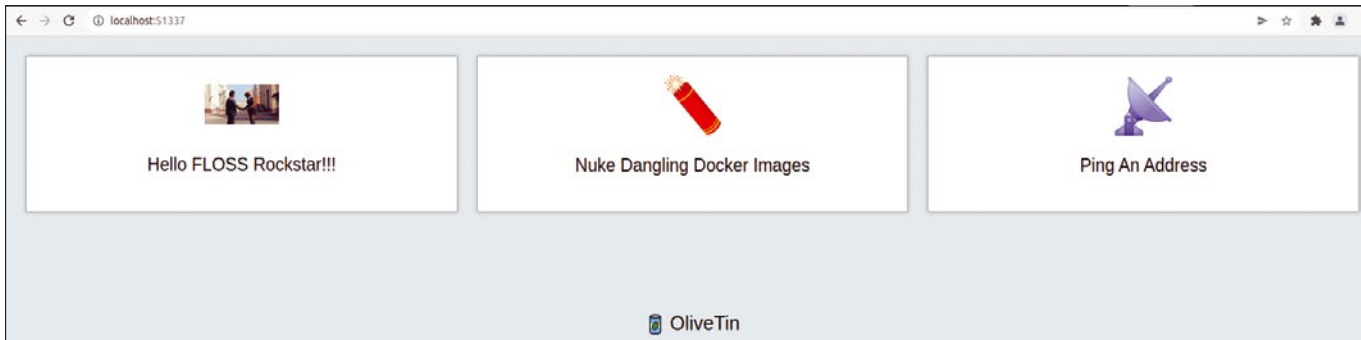 localhost:51337
Hello FLOSS Rockstar!!!
Nuke Dangling Docker Images
Ping An Address
OliveTin